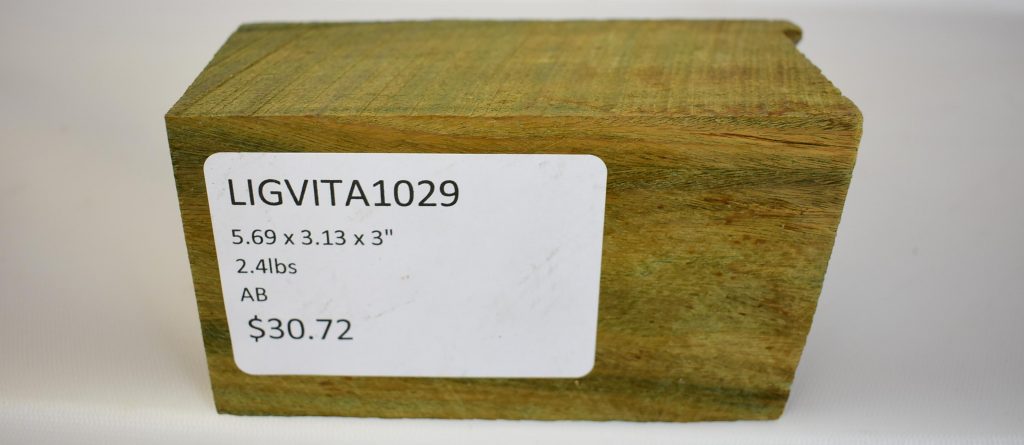 LIGVITA1029
5.69 x 3.13 x 3"
2.4lbs
AB
$30.72